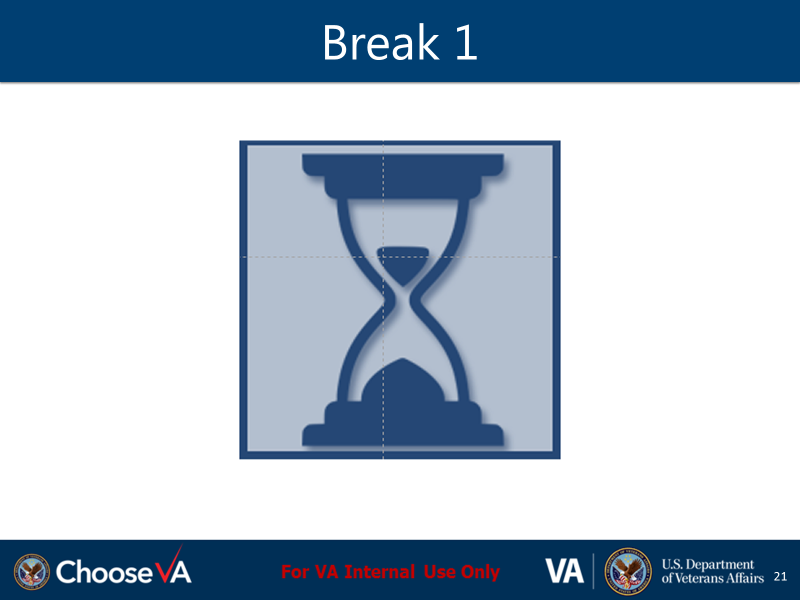 Break 1
Choose VA
For VA Internal Use Only
VA
U.S. Department
of Veterans Affairs
21